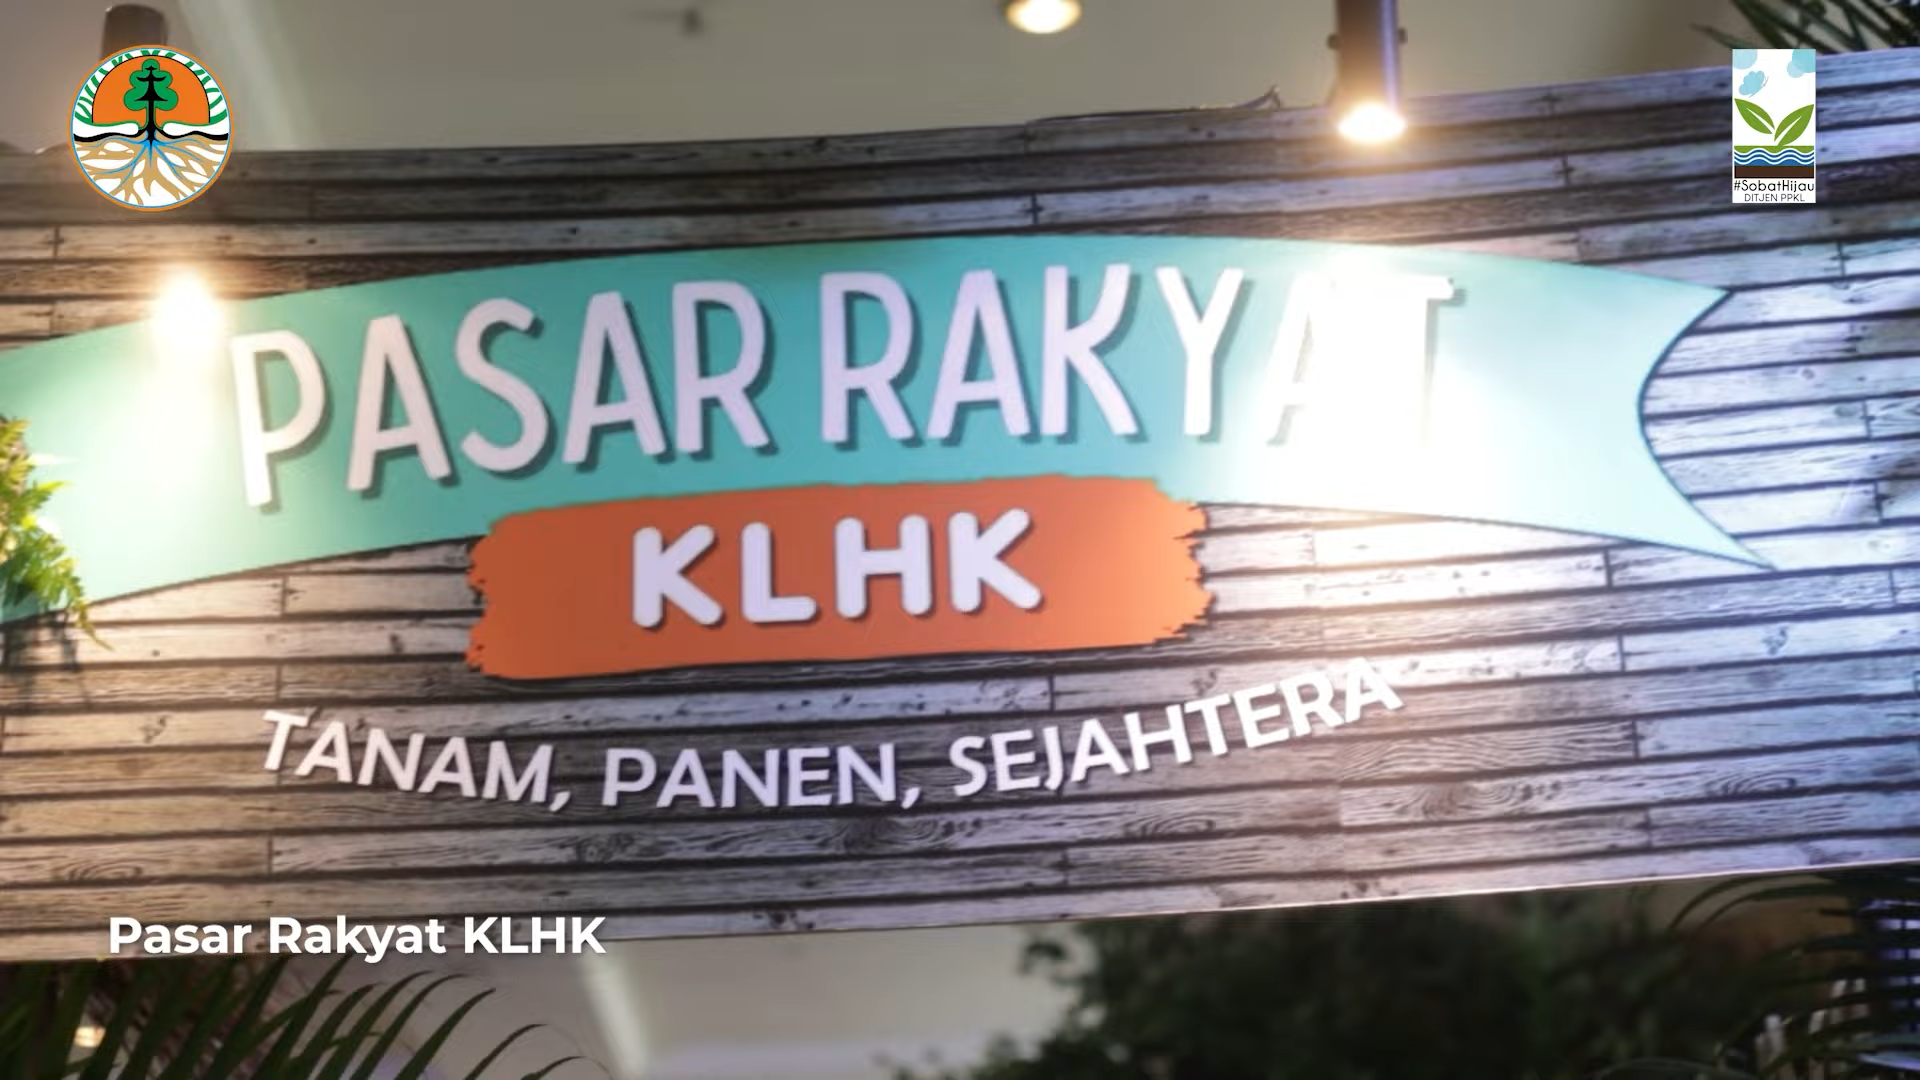 #SobatHijau
DITJEN PPKL
PASAR RAKYAT
KLHK
TANAM, PANEN, SEJAHTERA
Pasar Rakyat KLHK